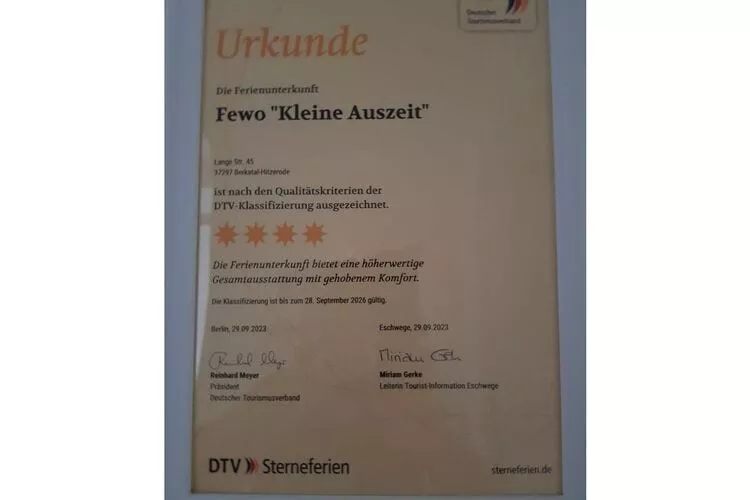 Deutscher
Tourismusverband
Urkunde
Die Ferienunterkunft
Fewo "Kleine Auszeit"
Lange Str. 45
37297 Berkatal-Hitzerode
ist nach den Qualitätskriterien der
DTV-Klassifizierung ausgezeichnet.
Die Ferienunterkunft bietet eine höherwertige
Gesamtausstattung mit gehobenem Komfort.
Die Klassifizierung ist bis zum 28. September 2026 gültig.
Berlin, 29.09.2023
Eschwege, 29.09.2023
Reinhard Meyer
Präsident
Deutscher Tourismusverband
Miriam Gerke
Leiterin Tourist-Information Eschwege
DTV Sterneferien
sterneferien.de